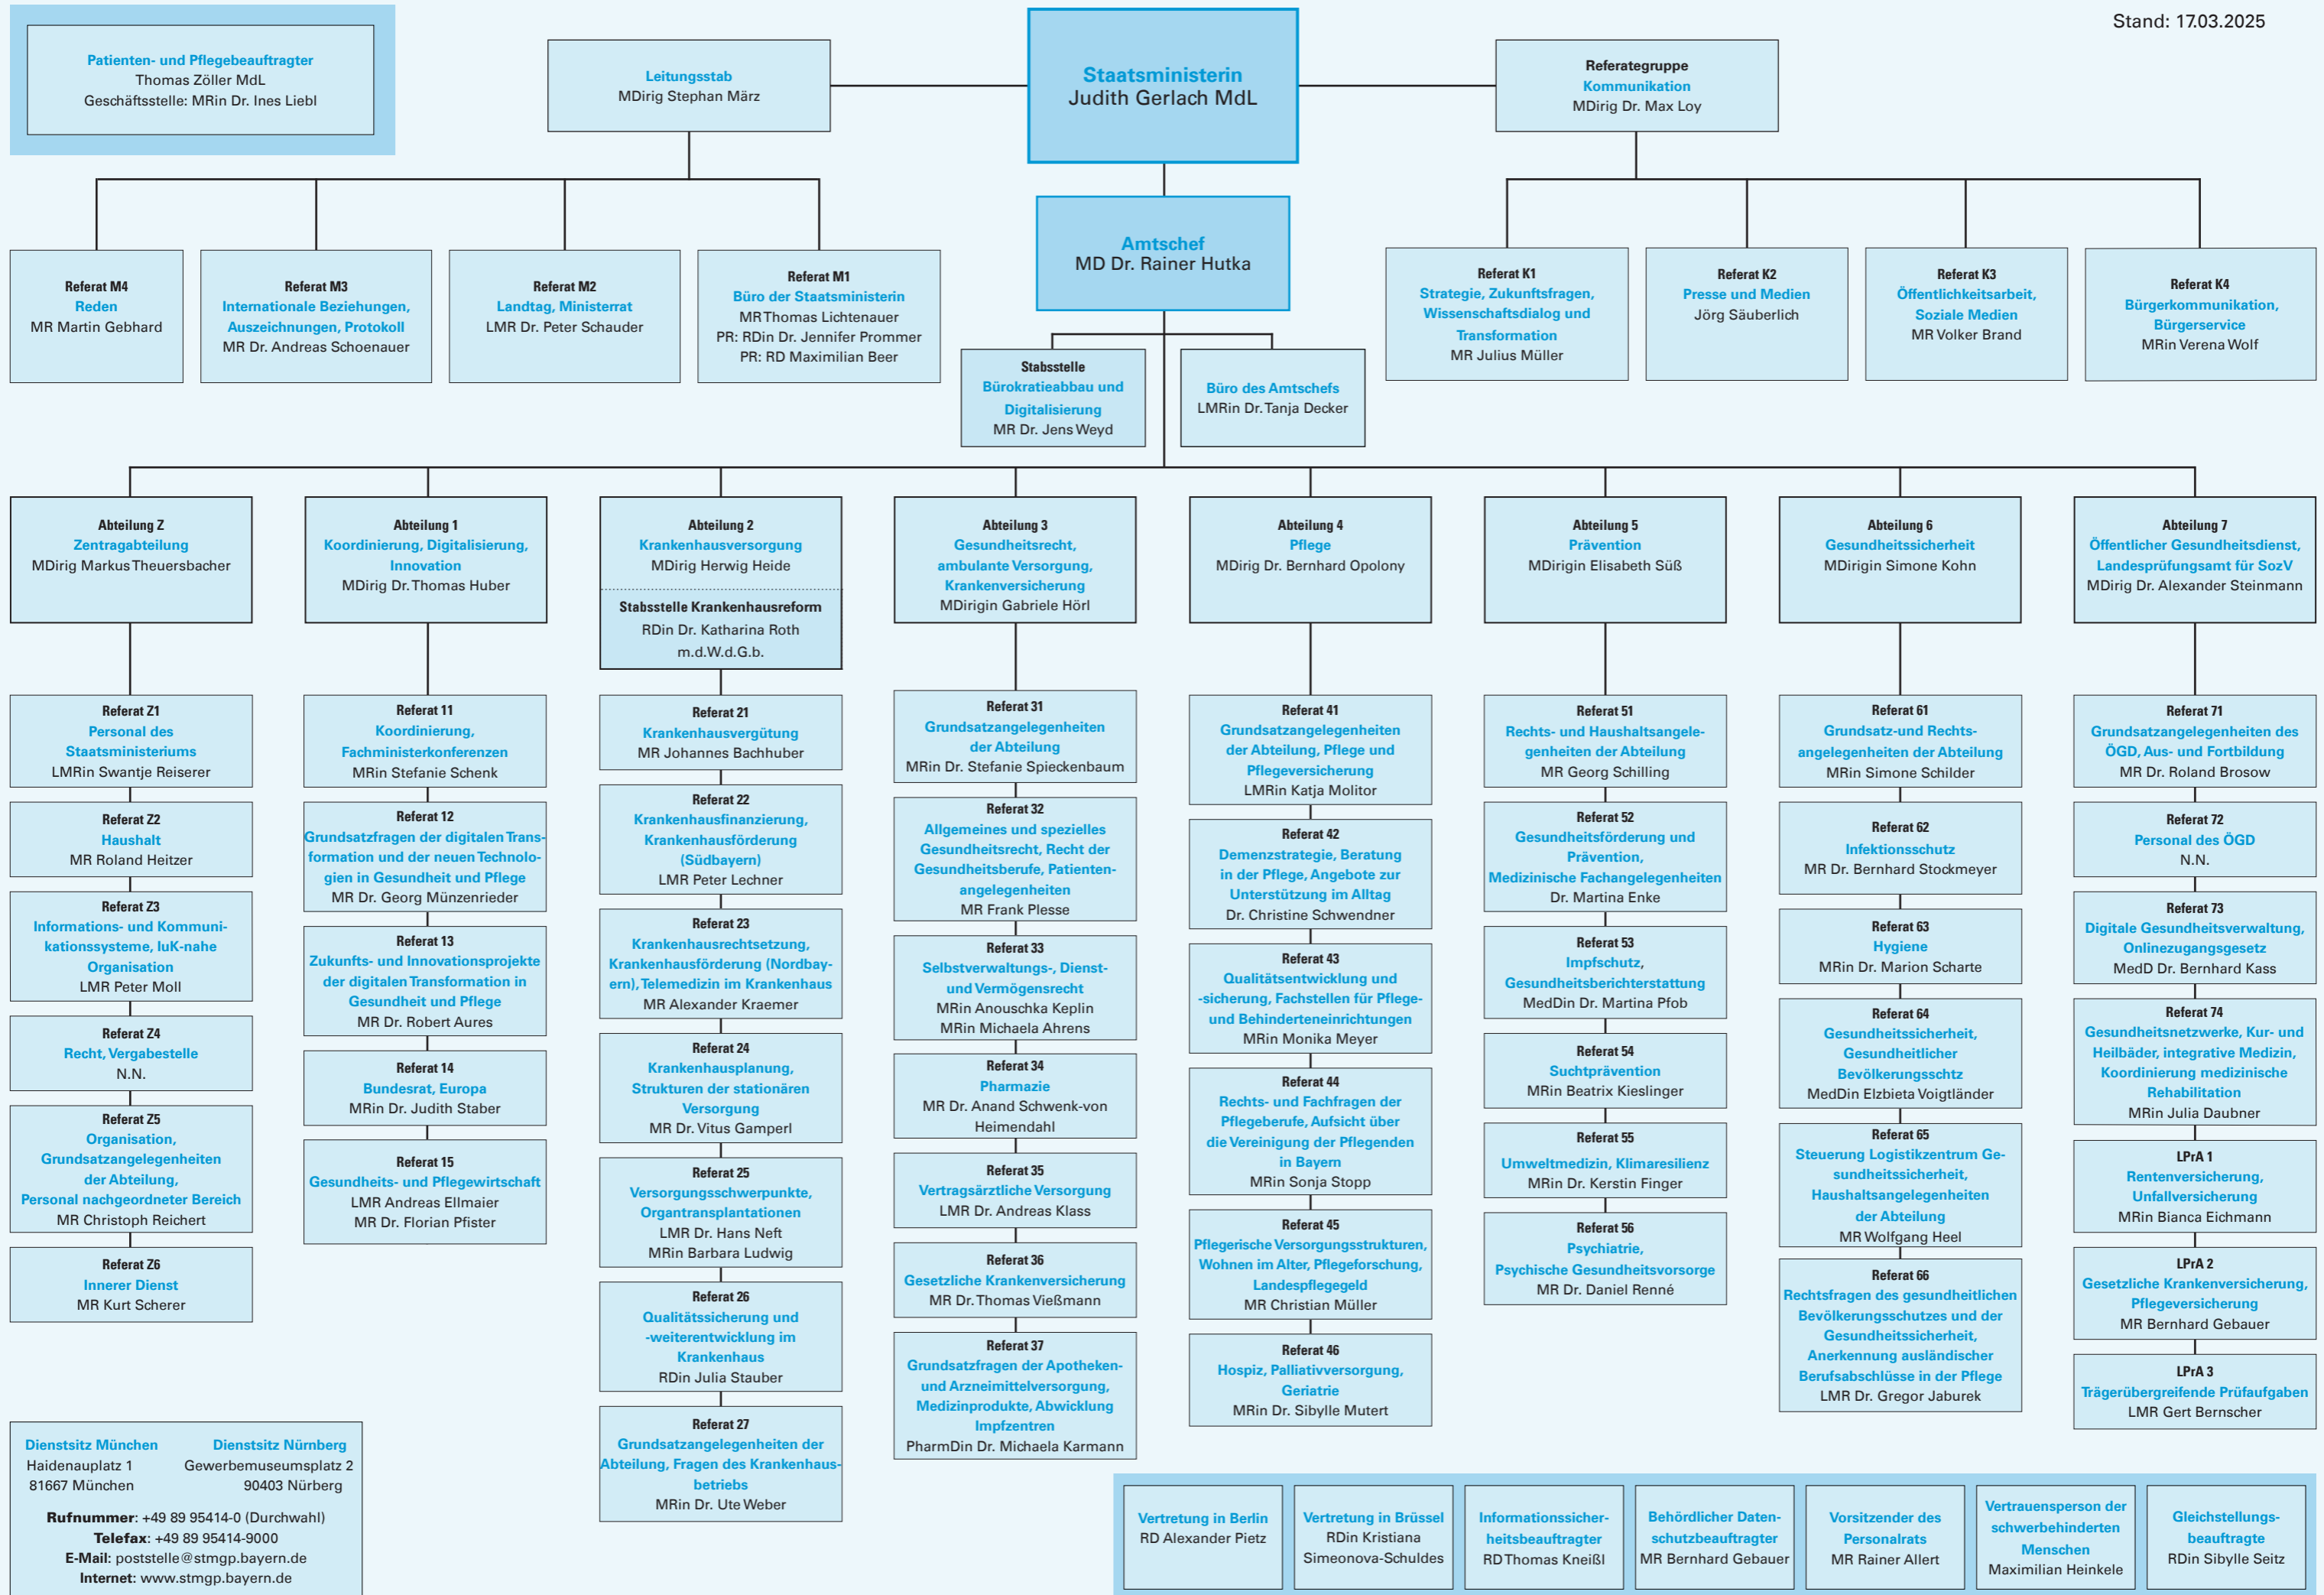 Stand: 17.03.2025
Patienten- und Pflegebeauftragter
Thomas Zöller MdL
Geschäftsstelle: MRin Dr. Ines Liebl
Leitungsstab
MDirig Stephan März
Staatsministerin
Judith Gerlach MdL
Referategruppe
Kommunikation
MDirig Dr. Max Loy
Amtschef
MD Dr. Rainer Hutka
Referat M4
Reden
MR Martin Gebhard
Referat M3
Internationale Beziehungen,
Auszeichnungen, Protokoll
MR Dr. Andreas Schoenauer
Referat M2
Landtag, Ministerrat
LMR Dr. Peter Schauder
Referat M1
Büro der Staatsministerin
MR Thomas Lichtenauer
PR: RDin Dr. Jennifer Prommer
PR: RD Maximilian Beer
Stabsstelle
Bürokratieabbau und
Digitalisierung
MR Dr. Jens Weyd
Büro des Amtschefs
LMRin Dr. Tanja Decker
Referat K1
Strategie, Zukunftsfragen,
Wissenschaftsdialog und
Transformation
MR Julius Müller
Referat K2
Presse und Medien
Jörg Säuberlich
Referat K3
Öffentlichkeitsarbeit,
Soziale Medien
MR Volker Brand
Referat K4
Bürgerkommunikation,
Bürgerservice
MRin Verena Wolf
Abteilung Z
Zentragabteilung
MDirig Markus Theuersbacher
Referat Z1
Personal des
Staatsministeriums
LMRin Swantje Reiserer
Referat Z2
Haushalt
MR Roland Heitzer
Referat Z3
Informations- und Kommuni-
kationssysteme, IuK-nahe
Organisation
LMR Peter Moll
Referat Z4
Recht, Vergabestelle
N.N.
Referat Z5
Organisation,
Grundsatzangelegenheiten
der Abteilung,
Personal nachgeordneter Bereich
MR Christoph Reichert
Referat Z6
Innerer Dienst
MR Kurt Scherer
Abteilung 1
Koordinierung, Digitalisierung,
Innovation
MDirig Dr. Thomas Huber
Referat 11
Koordinierung,
Fachministerkonferenzen
MRin Stefanie Schenk
Referat 12
Grundsatzfragen der digitalen Trans-
formation und der neuen Technolo-
gien in Gesundheit und Pflege
MR Dr. Georg Münzenrieder
Referat 13
Zukunfts- und Innovationsprojekte
der digitalen Transformation in
Gesundheit und Pflege
MR Dr. Robert Aures
Referat 14
Bundesrat, Europa
MRin Dr. Judith Staber
Referat 15
Gesundheits- und Pflegewirtschaft
LMR Andreas Ellmaier
MR Dr. Florian Pfister
Abteilung 2
Krankenhausversorgung
MDirig Herwig Heide
Stabsstelle Krankenhausreform
RDin Dr. Katharina Roth
m.d.W.d.G.b.
Referat 21
Krankenhausvergütung
MR Johannes Bachhuber
Referat 22
Krankenhausfinanzierung,
Krankenhausförderung
(Südbayern)
LMR Peter Lechner
Referat 23
Krankenhausrechtsetzung,
Krankenhausförderung (Nordbay-
ern), Telemedizin im Krankenhaus
MR Alexander Kraemer
Referat 24
Krankenhausplanung,
Strukturen der stationären
Versorgung
MR Dr. Vitus Gamperl
Referat 25
Versorgungsschwerpunkte,
Organtransplantationen
LMR Dr. Hans Neft
MRin Barbara Ludwig
Referat 26
Qualitätssicherung und
-weiterentwicklung im
Krankenhaus
RDin Julia Stauber
Referat 27
Grundsatzangelegenheiten der
Abteilung, Fragen des Krankenhaus-
betriebs
MRin Dr. Ute Weber
Abteilung 3
Gesundheitsrecht,
ambulante Versorgung,
Krankenversicherung
MDirigin Gabriele Hörl
Referat 31
Grundsatzangelegenheiten
der Abteilung
MRin Dr. Stefanie Spieckenbaum
Referat 32
Allgemeines und spezielles
Gesundheitsrecht, Recht der
Gesundheitsberufe, Patienten-
angelegenheiten
MR Frank Plesse
Referat 33
Selbstverwaltungs-, Dienst-
und Vermögensrecht
MRin Anouschka Keplin
MRin Michaela Ahrens
Referat 34
Pharmazie
MR Dr. Anand Schwenk-von
Heimendahl
Referat 35
Vertragsärztliche Versorgung
LMR Dr. Andreas Klass
Referat 36
Gesetzliche Krankenversicherung
MR Dr. Thomas Vießmann
Referat 37
Grundsatzfragen der Apotheken-
und Arzneimittelversorgung,
Medizinprodukte, Abwicklung
Impfzentren
PharmDin Dr. Michaela Karmann
Abteilung 4
Pflege
MDirig Dr. Bernhard Opolony
Referat 41
Grundsatzangelegenheiten
der Abteilung, Pflege und
Pflegeversicherung
LMRin Katja Molitor
Referat 42
Demenzstrategie, Beratung
in der Pflege, Angebote zur
Unterstützung im Alltag
Dr. Christine Schwendner
Referat 43
Qualitätsentwicklung und
-sicherung, Fachstellen für Pflege-
und Behinderteneinrichtungen
MRin Monika Meyer
Referat 44
Rechts- und Fachfragen der
Pflegeberufe, Aufsicht über
die Vereinigung der Pflegenden
in Bayern
MRin Sonja Stopp
Referat 45
Pflegerische Versorgungsstrukturen,
Wohnen im Alter, Pflegeforschung,
Landespflegegeld
MR Christian Müller
Referat 46
Hospiz, Palliativversorgung,
Geriatrie
MRin Dr. Sibylle Mutert
Abteilung 5
Prävention
MDirigin Elisabeth Süß
Referat 51
Rechts- und Haushaltsangele-
genheiten der Abteilung
MR Georg Schilling
Referat 52
Gesundheitsförderung und
Prävention,
Medizinische Fachangelegenheiten
Dr. Martina Enke
Referat 53
Impfschutz,
Gesundheitsberichterstattung
MedDin Dr. Martina Pfob
Referat 54
Suchtprävention
MRin Beatrix Kieslinger
Referat 55
Umweltmedizin, Klimaresilienz
MRin Dr. Kerstin Finger
Referat 56
Psychiatrie,
Psychische Gesundheitsvorsorge
MR Dr. Daniel Renné
Abteilung 6
Gesundheitssicherheit
MDirigin Simone Kohn
Referat 61
Grundsatz-und Rechts-
angelegenheiten der Abteilung
MRin Simone Schilder
Referat 62
Infektionsschutz
MR Dr. Bernhard Stockmeyer
Referat 63
Hygiene
MRin Dr. Marion Scharte
Referat 64
Gesundheitssicherheit,
Gesundheitlicher
Bevölkerungsschtz
MedDin Elzbieta Voigtländer
Referat 65
Steuerung Logistikzentrum Ge-
sundheitssicherheit,
Haushaltsangelegenheiten
der Abteilung
MR Wolfgang Heel
Referat 66
Rechtsfragen des gesundheitlichen
Bevölkerungsschutzes und der
Gesundheitssicherheit,
Anerkennung ausländischer
Berufsabschlüsse in der Pflege
LMR Dr. Gregor Jaburek
Abteilung 7
Öffentlicher Gesundheitsdienst,
Landesprüfungsamt für SozV
MDirig Dr. Alexander Steinmann
Referat 71
Grundsatzangelegenheiten des
ÖGD, Aus- und Fortbildung
MR Dr. Roland Brosow
Referat 72
Personal des ÖGD
N.N.
Referat 73
Digitale Gesundheitsverwaltung,
Onlinezugangsgesetz
MedD Dr. Bernhard Kass
Referat 74
Gesundheitsnetzwerke, Kur- und
Heilbäder, integrative Medizin,
Koordinierung medizinische
Rehabilitation
MRin Julia Daubner
LPrA 1
Rentenversicherung,
Unfallversicherung
MRin Bianca Eichmann
LPrA 2
Gesetzliche Krankenversicherung,
Pflegeversicherung
MR Bernhard Gebauer
LPrA 3
Trägerübergreifende Prüfaufgaben
LMR Gert Bernscher
Dienstsitz München
Haidenauplatz 1
81667 München
Dienstsitz Nürnberg
Gewerbemuseumsplatz 2
90403 Nürberg
Rufnummer: +49 89 95414-0 (Durchwahl)
Telefax: +49 89 95414-9000
E-Mail: poststelle@stmgp.bayern.de
Internet: www.stmgp.bayern.de
Vertretung in Berlin
RD Alexander Pietz
Vertretung in Brüssel
RDin Kristiana
Simeonova-Schuldes
Informationssicher-
heitsbeauftragter
RD Thomas Kneißl
Behördlicher Daten-
schutzbeauftragter
MR Bernhard Gebauer
Vorsitzender des
Personalrats
MR Rainer Allert
Vertrauensperson der
schwerbehinderten
Menschen
Maximilian Heinkele
Gleichstellungs-
beauftragte
RDin Sibylle Seitz